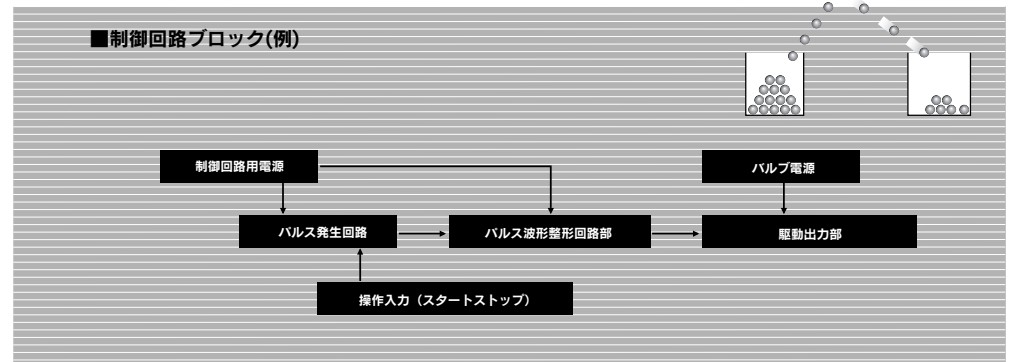 ■制御回路ブロック(例)
制御回路用電源
バルブ電源
パルス発生回路
パルス波形整形回路部
駆動出力部
操作入力（スタートストップ）